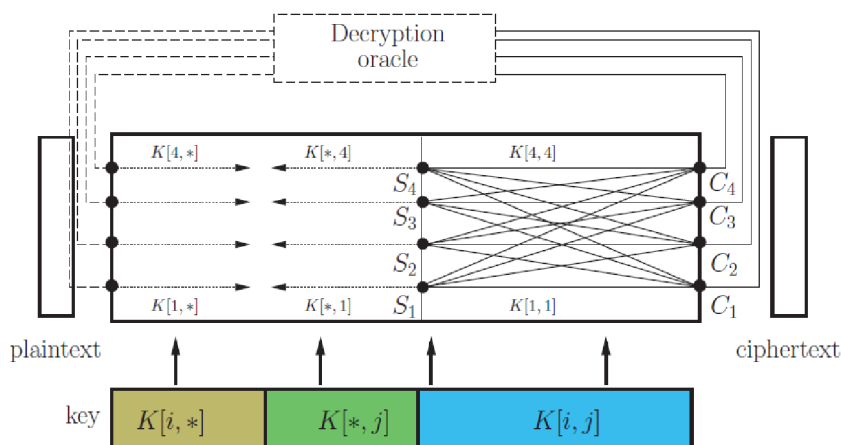 Decryption
oracle
K[4,*]
K[*,4]
K[4,4]
S₄
C₄
S₃
C₃
S₂
C₂
K[1,*]
K[*,1]
S₁
K[1,1]
C₁
plaintext
ciphertext
key
K[i,*]
K[*,j]
K[i,j]